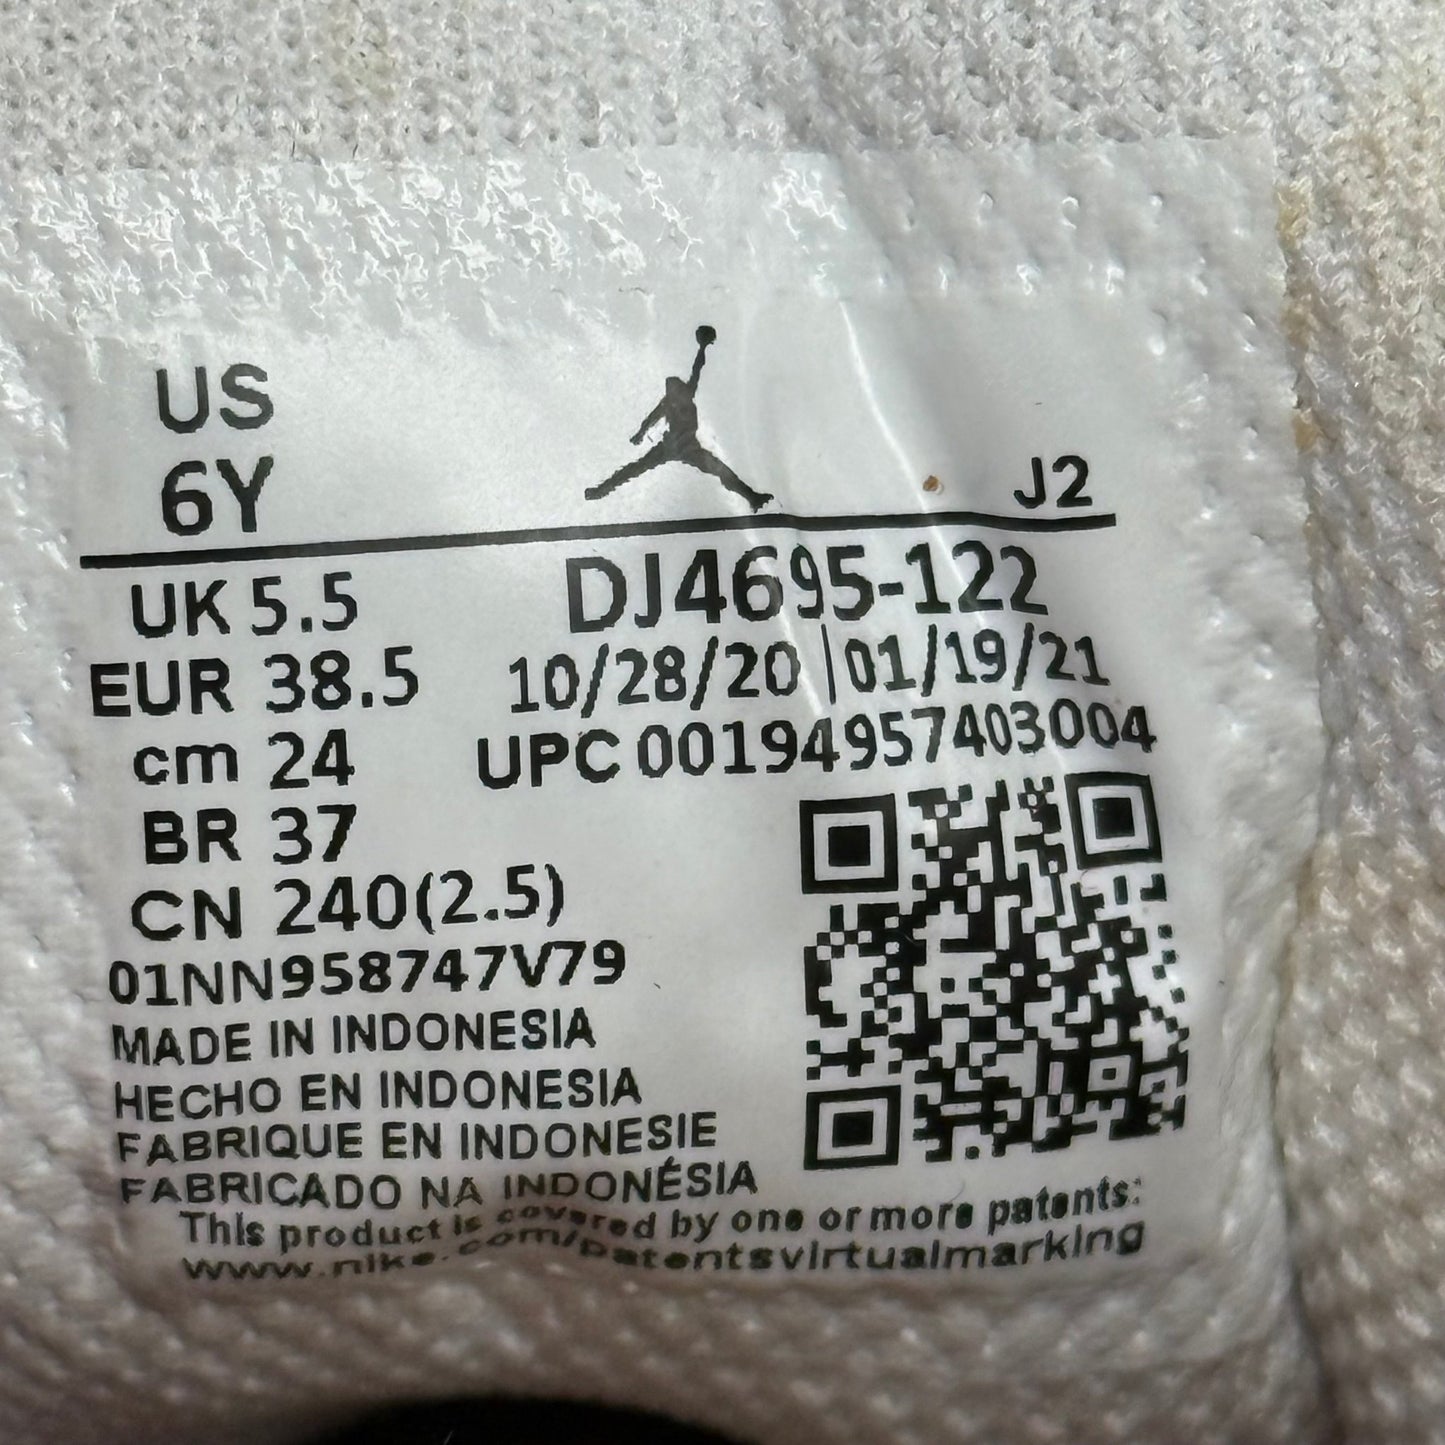 US
6Y
J2
UK 5.5
DJ4695-122
EUR 38.5
10/28/20 | 01/19/21
cm 24
UPC 00194957403004
BR 37
CN 240(2.5)
01NN958747V79
MADE IN INDONESIA
HECHO EN INDONESIA
FABRIQUE EN INDONESIE
FABRICADO NA INDONÉSIA
This product is covered by one or more patents:
www.nike.com/patentsvirtualmarking